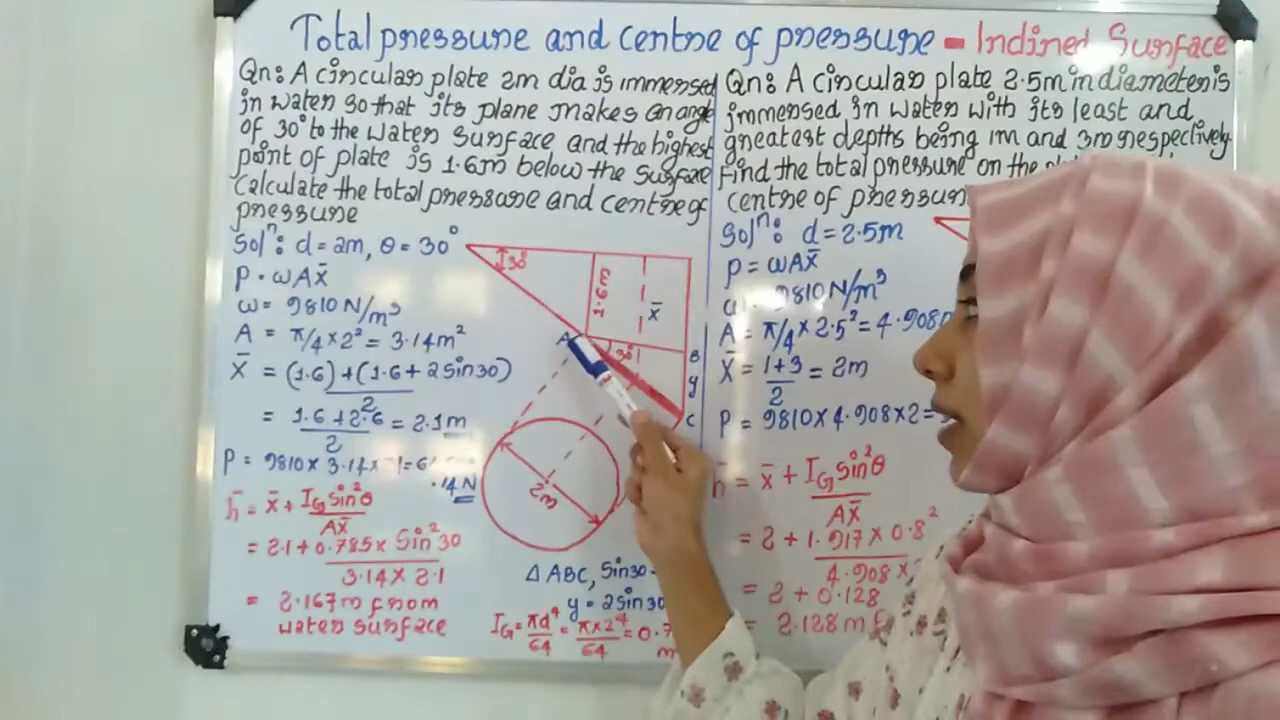 Total pressure and centre of pressure - Inclined Surface
Qn: A circular plate 2m dia is immersed
in water so that its plane makes an angle
of 30° to the water surface and the highest
point of plate is 1.6m below the surface
Calculate the total pressure and centre of
pressure
Solⁿ: d = 2m, θ = 30°
P = ωAx̄
ω = 9810 N/m³
A = π/4 × 2² = 3.14m²
x̄ = (1.6)+(1.6+2sin30)
2
= 1.6+2.6 = 2.1m
2
P = 9810 × 3.14 ×
.14N
h̄ = x̄ + I_G sin²θ
Ax̄
= 2.1 + 0.785 × Sin²30
3.14 × 2.1
= 2.167m from
water surface
30°
1.6m
x̄
A
30°
B
y
C
2m
Δ ABC, Sin30 =
y = 2sin30
I_G = πd⁴ = π×2⁴ = 0.7
64 64
Qn: A circular plate 2.5m in diameter is
immersed in water with its least and
greatest depths being 1m and 3m respectively.
Find the total pressure on the
centre of pressure
Solⁿ: d = 2.5m
P = ωAx̄
9810 N/m³
A = π/4 × 2.5² = 4.908
x̄ = 1+3 = 2m
2
P = 9810 × 4.908 × 2 =
h̄ = x̄ + I_G sin²θ
Ax̄
= 2 + 1.917 × 0.8²
4.908 ×
= 2 + 0.128
= 2.128m